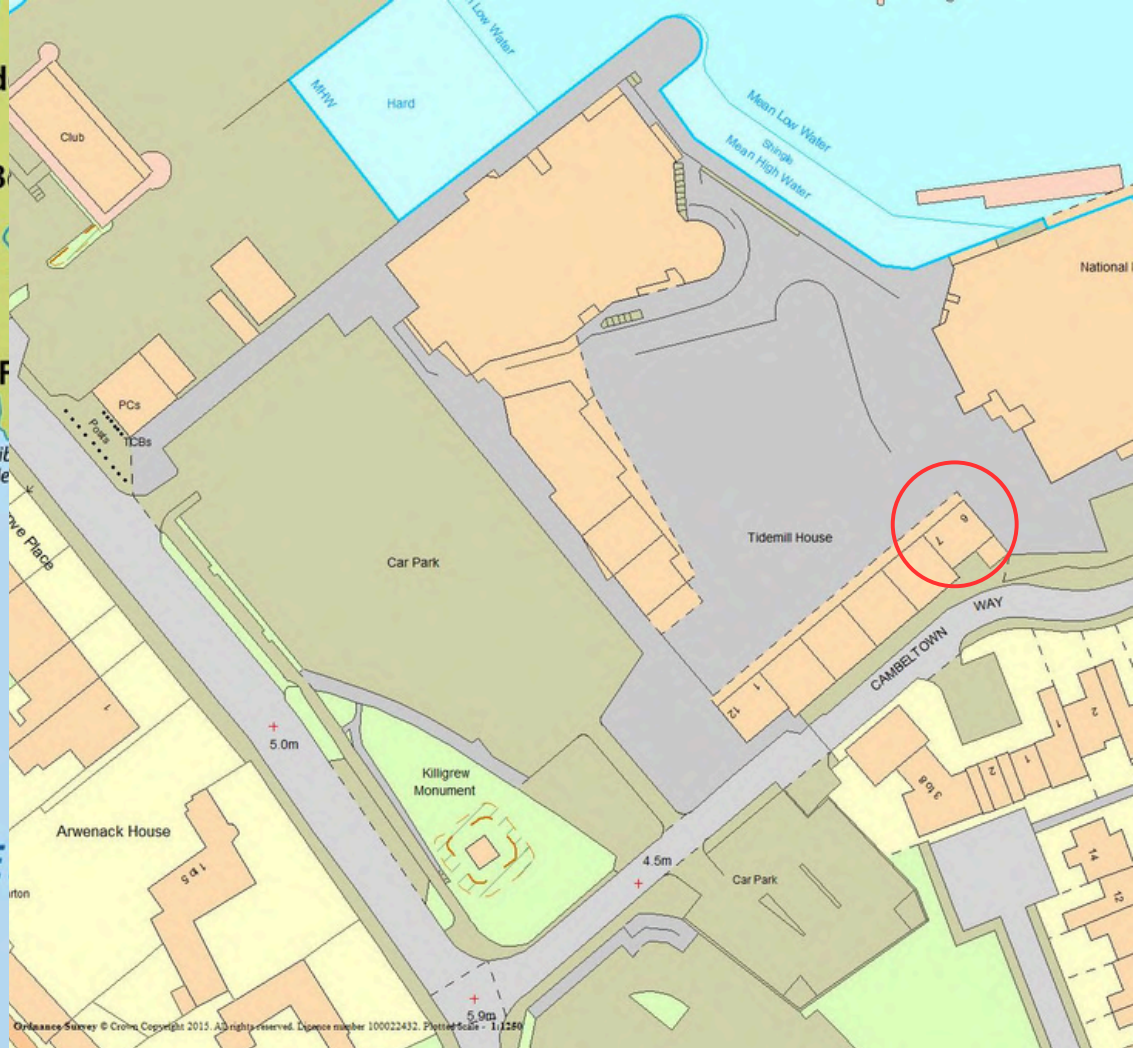 Low Water
Mean Low Water
Shingle
Mean High Water
MHW
Hard
Club
National
PCs
Posts
TCBs
Car Park
Tidemill House
6
7
1
12
CAMBELTOWN WAY
5.0m
Killigrew
Monument
Arwenack House
1 to 5
1
4.5m
Car Park
3 to 8
2
1
1
2
14
12
5.9m
Ordnance Survey © Crown Copyright 2015. All rights reserved. Licence number 100022432. Plotted Scale - 1:1250